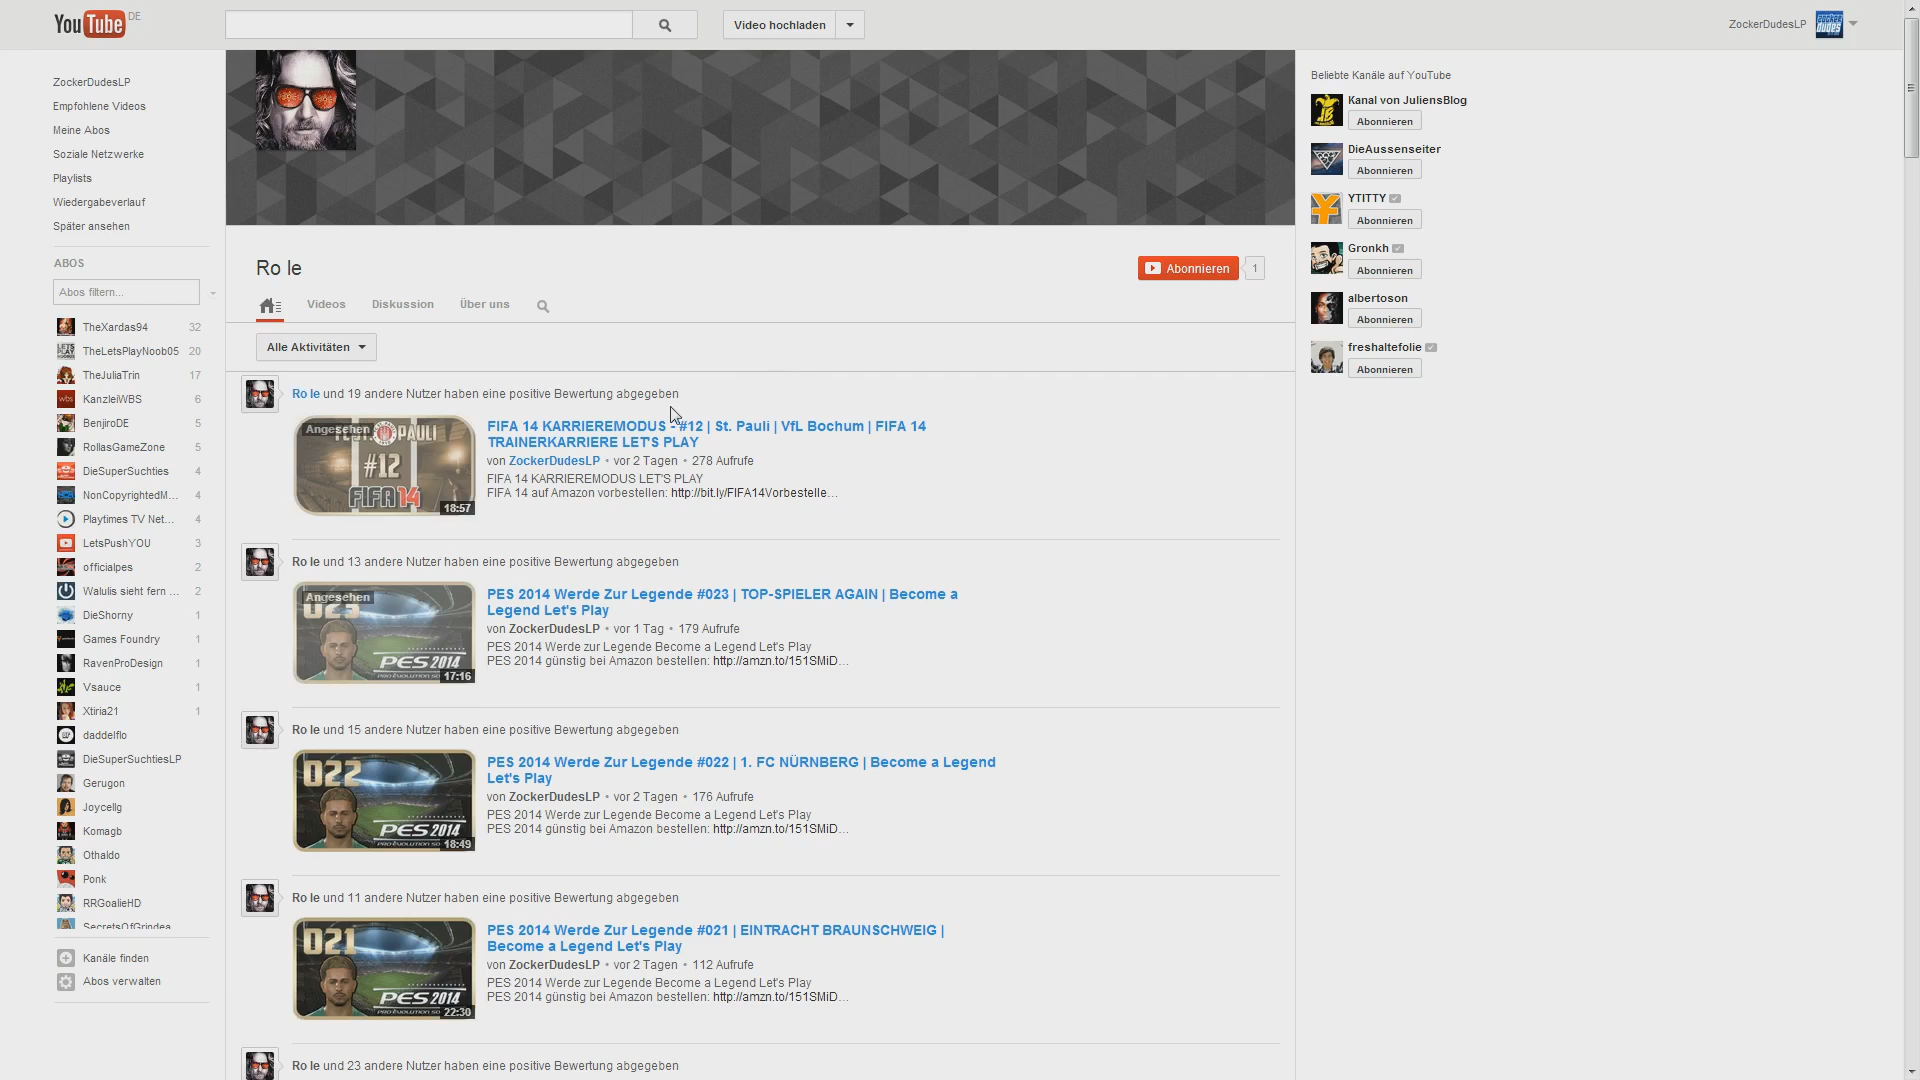 YouTube DE
Video hochladen
ZockerDudesLP
ZockerDudesLP
Empfohlene Videos
Meine Abos
Soziale Netzwerke
Playlists
Wiedergabeverlauf
Später ansehen
ABOS
Abos filtern...
TheXardas94 32
TheLetsPlayNoob05 20
TheJuliaTrin 17
KanzleiWBS 6
BenjiroDE 5
RollasGameZone 5
DieSuperSuchties 4
NonCopyrightedM... 4
Playtimes TV Net... 4
LetsPushYOU 3
officialpes 2
Walulis sieht fern ... 2
DieShorny 1
Games Foundry 1
RavenProDesign 1
Vsauce 1
Xtiria21 1
daddelflo
DieSuperSuchtiesLP
Gerugon
Joycellg
Komagb
Othaldo
Ponk
RRGoalieHD
SecretsOfGrindea
Kanäle finden
Abos verwalten
Ro le
Abonnieren 1
Videos
Diskussion
Über uns
Alle Aktivitäten
Ro le und 19 andere Nutzer haben eine positive Bewertung abgegeben
Angesehen
PAULI
#12
FIFA 14
18:57
FIFA 14 KARRIEREMODUS - #12 | St. Pauli | VfL Bochum | FIFA 14
TRAINERKARRIERE LET'S PLAY
von ZockerDudesLP • vor 2 Tagen • 278 Aufrufe
FIFA 14 KARRIEREMODUS LET'S PLAY
FIFA 14 auf Amazon vorbestellen: http://bit.ly/FIFA14Vorbestelle...
Ro le und 13 andere Nutzer haben eine positive Bewertung abgegeben
Angesehen
023
PES 2014
17:16
PES 2014 Werde Zur Legende #023 | TOP-SPIELER AGAIN | Become a
Legend Let's Play
von ZockerDudesLP • vor 1 Tag • 179 Aufrufe
PES 2014 Werde zur Legende Become a Legend Let's Play
PES 2014 günstig bei Amazon bestellen: http://amzn.to/151SMiD...
Ro le und 15 andere Nutzer haben eine positive Bewertung abgegeben
022
PES 2014
18:49
PES 2014 Werde Zur Legende #022 | 1. FC NÜRNBERG | Become a Legend
Let's Play
von ZockerDudesLP • vor 2 Tagen • 176 Aufrufe
PES 2014 Werde zur Legende Become a Legend Let's Play
PES 2014 günstig bei Amazon bestellen: http://amzn.to/151SMiD...
Ro le und 11 andere Nutzer haben eine positive Bewertung abgegeben
021
PES 2014
22:30
PES 2014 Werde Zur Legende #021 | EINTRACHT BRAUNSCHWEIG |
Become a Legend Let's Play
von ZockerDudesLP • vor 2 Tagen • 112 Aufrufe
PES 2014 Werde zur Legende Become a Legend Let's Play
PES 2014 günstig bei Amazon bestellen: http://amzn.to/151SMiD...
Ro le und 23 andere Nutzer haben eine positive Bewertung abgegeben
Beliebte Kanäle auf YouTube
Kanal von JuliensBlog
Abonnieren
DieAussenseiter
Abonnieren
YTITTY
Abonnieren
Gronkh
Abonnieren
albertoson
Abonnieren
freshaltefolie
Abonnieren